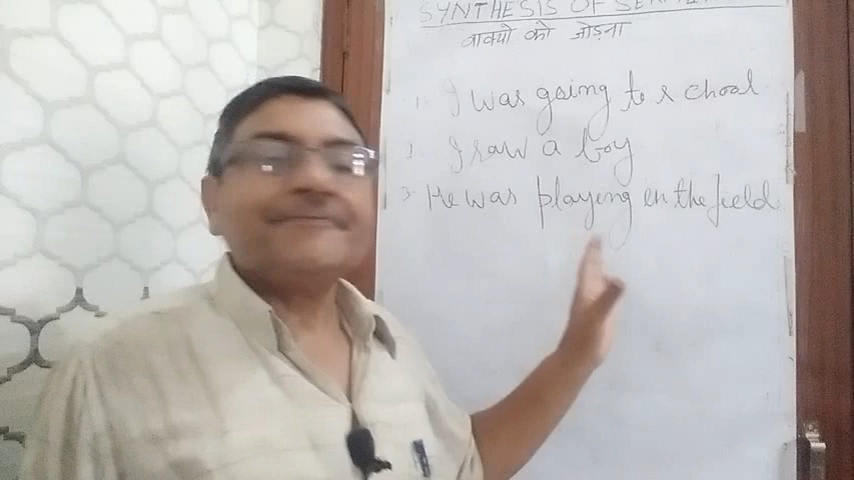 SYNTHESIS OF
वाक्यो को जोड़ना
1. I was going to school
2. I saw a boy
3. He was playing in the field